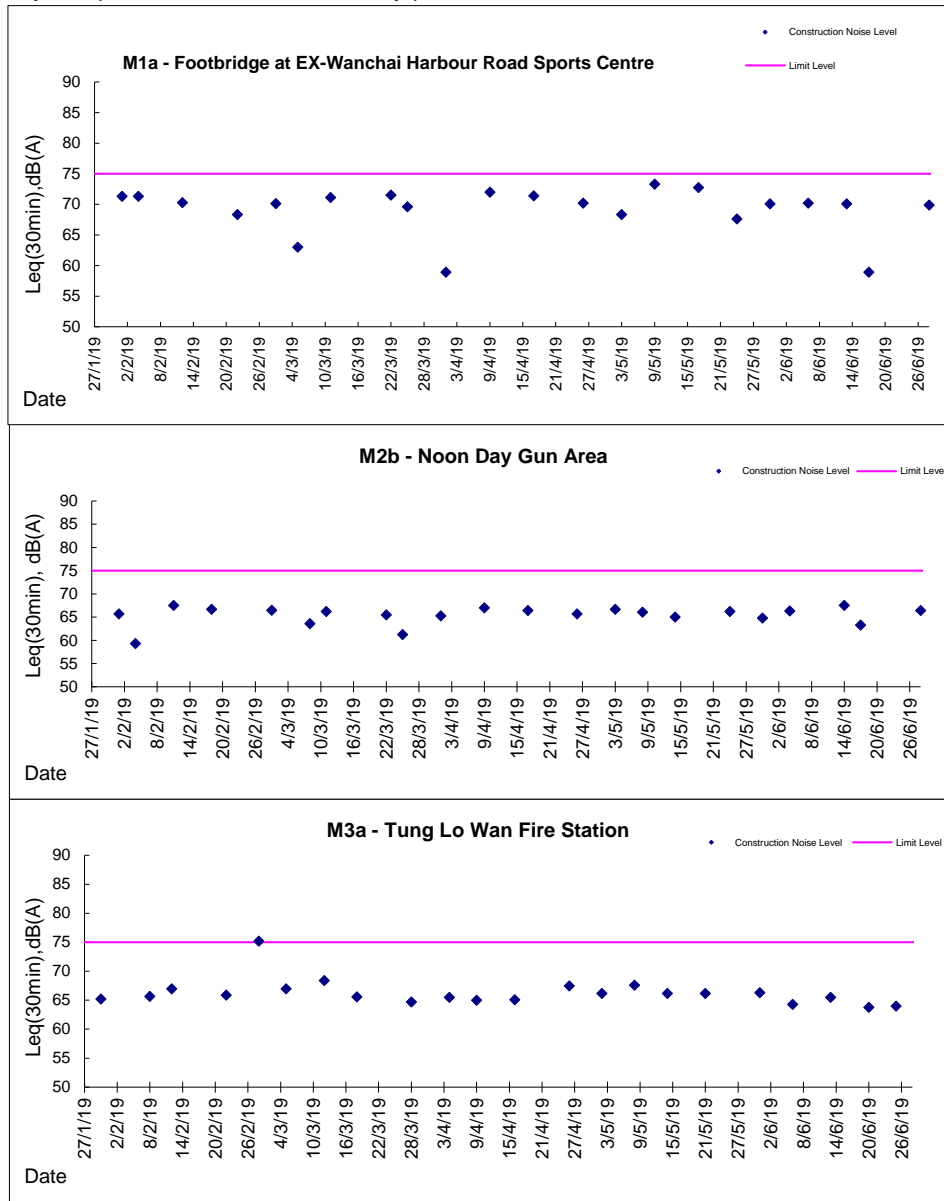 Construction Noise Level
M1a - Footbridge at EX-Wanchai Harbour Road Sports Centre
Limit Level
90
85
80
75
70
65
60
55
50
Leq(30min),dB(A)
27/1/19 2/2/19 8/2/19 14/2/19 20/2/19 26/2/19 4/3/19 10/3/19 16/3/19 22/3/19 28/3/19 3/4/19 9/4/19 15/4/19 21/4/19 27/4/19 3/5/19 9/5/19 15/5/19 21/5/19 27/5/19 2/6/19 8/6/19 14/6/19 20/6/19 26/6/19
Date
M2b - Noon Day Gun Area
Construction Noise Level Limit Level
90
85
80
75
70
65
60
55
50
Leq(30min), dB(A)
27/1/19 2/2/19 8/2/19 14/2/19 20/2/19 26/2/19 4/3/19 10/3/19 16/3/19 22/3/19 28/3/19 3/4/19 9/4/19 15/4/19 21/4/19 27/4/19 3/5/19 9/5/19 15/5/19 21/5/19 27/5/19 2/6/19 8/6/19 14/6/19 20/6/19 26/6/19
Date
M3a - Tung Lo Wan Fire Station
Construction Noise Level Limit Level
90
85
80
75
70
65
60
55
50
Leq(30min),dB(A)
27/1/19 2/2/19 8/2/19 14/2/19 20/2/19 26/2/19 4/3/19 10/3/19 16/3/19 22/3/19 28/3/19 3/4/19 9/4/19 15/4/19 21/4/19 27/4/19 3/5/19 9/5/19 15/5/19 21/5/19 27/5/19 2/6/19 8/6/19 14/6/19 20/6/19 26/6/19
Date